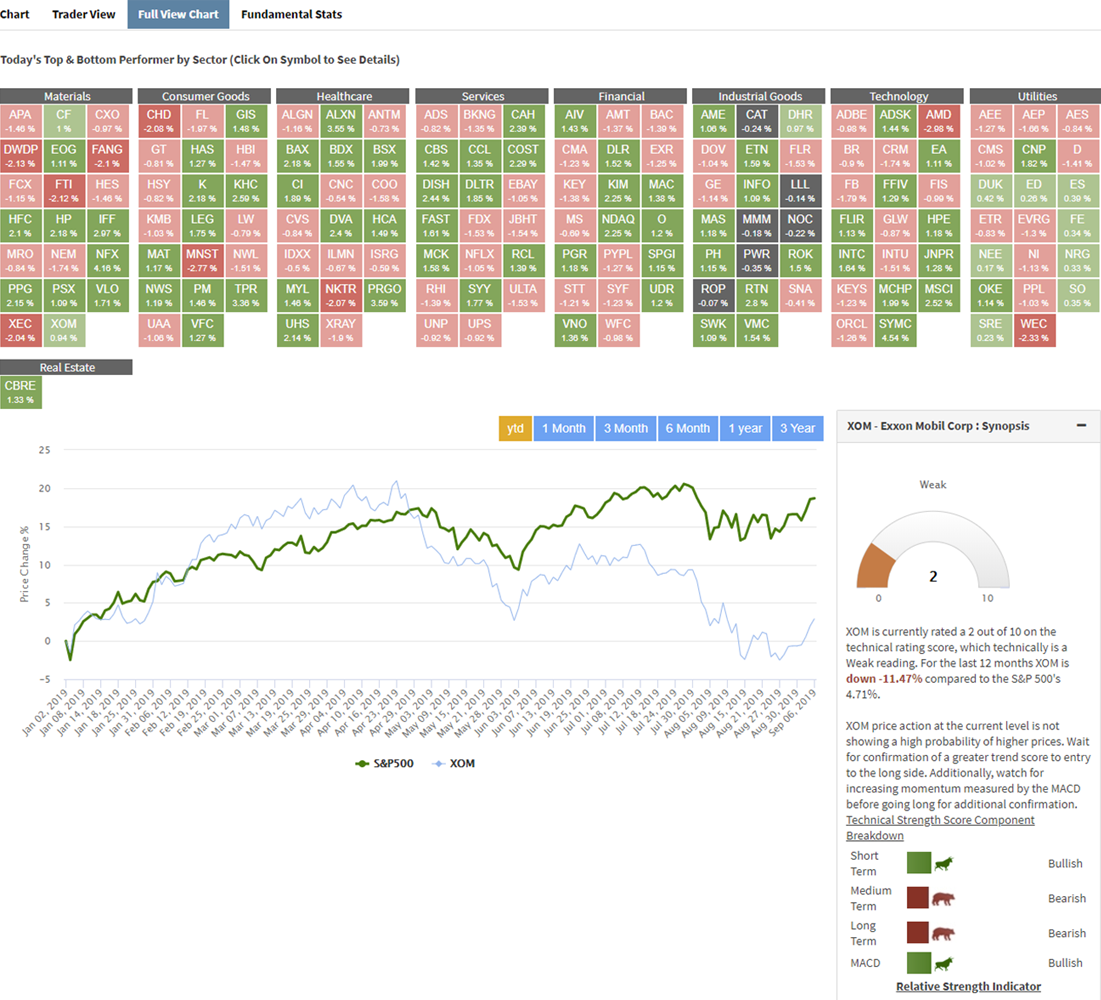 Chart Trader View Full View Chart Fundamental Stats
Today's Top & Bottom Performer by Sector (Click On Symbol to See Details)
Materials Consumer Goods Healthcare Services Financial Industrial Goods Technology Utilities
APA CF CXO CHD FL GIS ALGN ALXN ANTM ADS BKNG CAH AIV AMT BAC AME CAT DHR ADBE ADSK AMD AEE AEP AES
-1.46 % 1 % -0.97 % -2.08 % -1.97 % 1.48 % -1.16 % 3.55 % -0.73 % -0.82 % -1.35 % 2.39 % 1.43 % -1.37 % -1.39 % 1.06 % -0.24 % 0.97 % -0.98 % 1.44 % -2.98 % -1.27 % -1.66 % -0.84 %
DWDP EOG FANG GT HAS HBI BAX BDX BSX CBS CCL COST CMA DLR EXR DOV ETN FLR BR CRM EA CMS CNP D
-2.13 % 1.11 % -2.1 % -0.81 % 1.27 % -1.47 % 2.18 % 1.55 % 1.99 % 1.42 % 1.35 % 2.29 % -1.23 % 1.52 % -1.25 % -1.04 % 1.59 % -1.53 % -0.9 % -1.74 % 1.11 % -1.02 % 1.82 % -1.41 %
FCX FTI HES HSY K KHC CI CNC COO DISH DLTR EBAY KEY KIM MAC GE INFO LLL FB FFIV FIS DUK ED ES
-1.15 % -2.12 % -1.46 % -0.82 % 2.18 % 2.59 % 1.89 % -0.54 % -1.58 % 2.44 % 1.85 % -1.05 % -1.38 % 2.25 % 1.38 % -1.14 % 1.09 % -0.14 % -1.79 % 1.29 % -0.99 % 0.42 % 0.26 % 0.39 %
HFC HP IFF KMB LEG LW CVS DVA HCA FAST FDX JBHT MS NDAQ O MAS MMM NOC FLIR GLW HPE ETR EVRG FE
2.1 % 2.18 % 2.97 % -1.03 % 1.75 % -0.79 % -0.84 % 2.4 % 1.49 % 1.61 % -1.53 % -1.54 % -0.69 % 2.25 % 1.2 % 1.18 % -0.18 % -0.22 % 1.13 % -0.87 % 1.18 % -0.83 % -1.3 % 0.34 %
MRO NEM NFX MAT MNST NWL IDXX ILMN ISRG MCK NFLX RCL PGR PYPL SPGI PH PWR ROK INTC INTU JNPR NEE NI NRG
-0.84 % -1.74 % 4.16 % 1.17 % -2.77 % -1.51 % -0.5 % -0.67 % -0.59 % 1.58 % -1.05 % 1.39 % 1.18 % -1.27 % 1.15 % 1.15 % -0.35 % 1.5 % 1.64 % -1.51 % 1.28 % 0.17 % -1.13 % 0.33 %
PPG PSX VLO NWS PM TPR MYL NKTR PRGO RHI SYY ULTA STT SYF UDR ROP RTN SNA KEYS MCHP MSCI OKE PPL SO
2.15 % 1.09 % 1.71 % 1.19 % 1.46 % 3.36 % 1.46 % -2.07 % 3.59 % -1.39 % 1.77 % -1.53 % -1.21 % -1.23 % 1.2 % -0.07 % 2.8 % -0.41 % -1.23 % 1.99 % 2.52 % 1.14 % -1.03 % 0.35 %
XEC XOM UAA VFC UHS XRAY UNP UPS VNO WFC SWK VMC ORCL SYMC SRE WEC
-2.04 % 0.94 % -1.06 % 1.27 % 2.14 % -1.9 % -0.92 % -0.92 % 1.36 % -0.98 % 1.09 % 1.54 % -1.26 % 4.54 % 0.23 % -2.33 %
Real Estate
CBRE
1.33 %
ytd 1 Month 3 Month 6 Month 1 year 3 Year
25
20
15
10
5
0
−5
Price Change %
Jan 02, 2019 Jan 08, 2019 Jan 14, 2019 Jan 18, 2019 Jan 25, 2019 Jan 31, 2019 Feb 06, 2019 Feb 12, 2019 Feb 19, 2019 Feb 25, 2019 Mar 01, 2019 Mar 07, 2019 Mar 13, 2019 Mar 19, 2019 Mar 25, 2019 Mar 29, 2019 Apr 04, 2019 Apr 10, 2019 Apr 16, 2019 Apr 23, 2019 Apr 29, 2019 May 03, 2019 May 09, 2019 May 15, 2019 May 21, 2019 May 28, 2019 Jun 03, 2019 Jun 07, 2019 Jun 13, 2019 Jun 19, 2019 Jun 25, 2019 Jul 01, 2019 Jul 08, 2019 Jul 12, 2019 Jul 18, 2019 Jul 24, 2019 Jul 30, 2019 Aug 05, 2019 Aug 09, 2019 Aug 15, 2019 Aug 21, 2019 Aug 27, 2019 Aug 30, 2019 Sep 06, 2019
S&P500 XOM
XOM - Exxon Mobil Corp : Synopsis
Weak
2
0 10
XOM is currently rated a 2 out of 10 on the
technical rating score, which technically is a
Weak reading. For the last 12 months XOM is
down -11.47% compared to the S&P 500's
4.71%.
XOM price action at the current level is not
showing a high probability of higher prices. Wait
for confirmation of a greater trend score to entry
to the long side. Additionally, watch for
increasing momentum measured by the MACD
before going long for additional confirmation.
Technical Strength Score Component
Breakdown
Short
Term Bullish
Medium
Term Bearish
Long
Term Bearish
MACD Bullish
Relative Strength Indicator